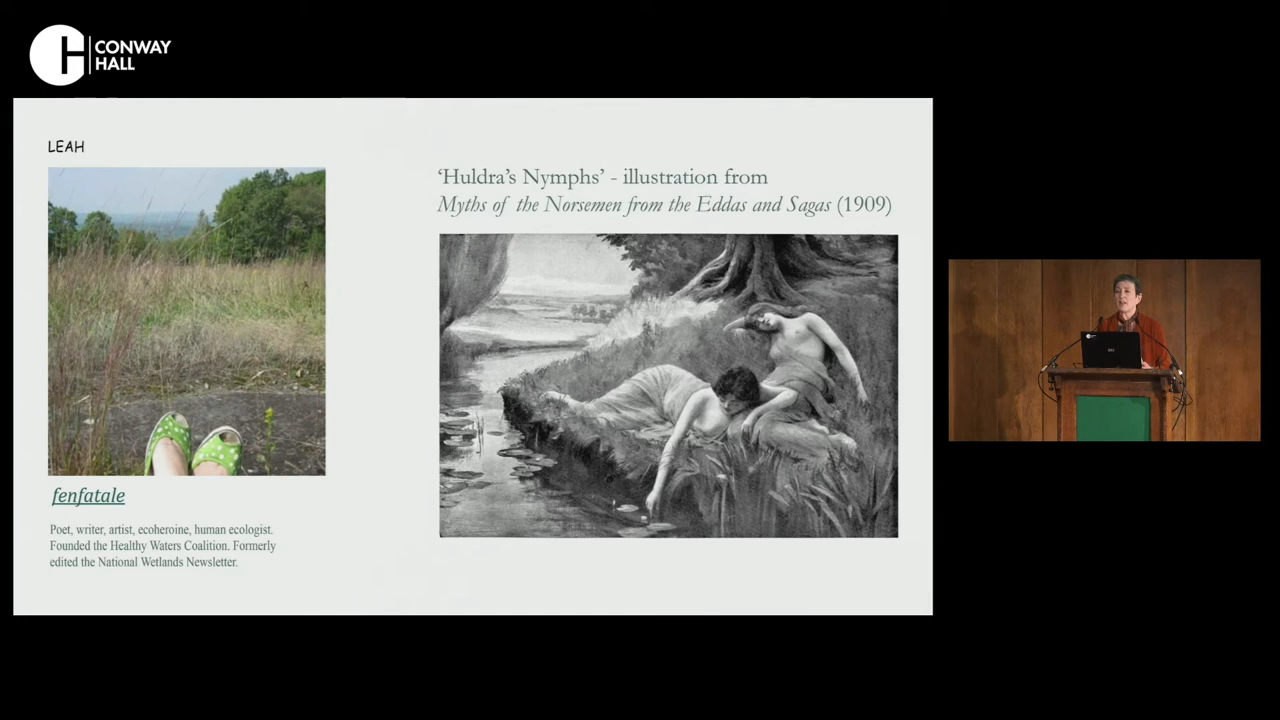 CONWAY
HALL
LEAH
'Huldra's Nymphs' - illustration from
Myths of the Norsemen from the Eddas and Sagas (1909)
fenfatale
Poet, writer, artist, ecoheroine, human ecologist.
Founded the Healthy Waters Coalition. Formerly
edited the National Wetlands Newsletter.